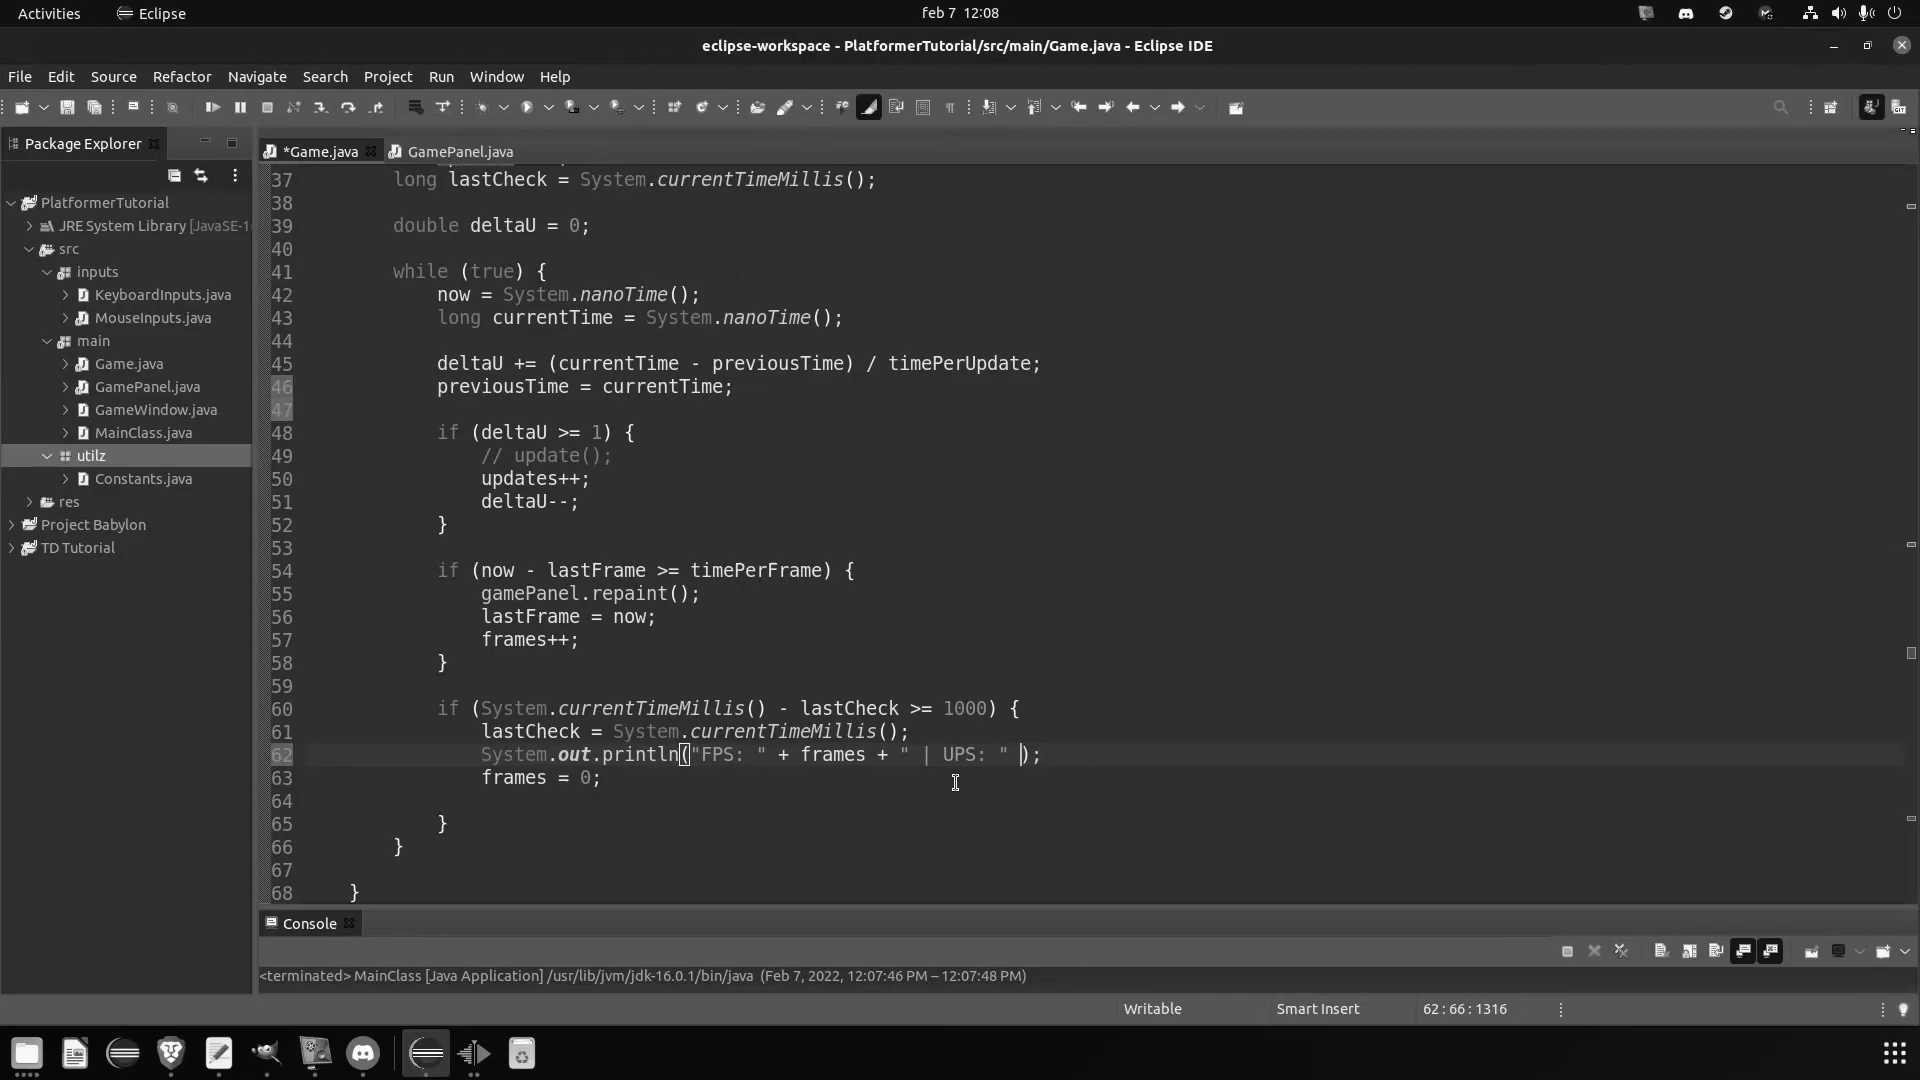 Activities Eclipse feb 7 12:08
eclipse-workspace - PlatformerTutorial/src/main/Game.java - Eclipse IDE
File Edit Source Refactor Navigate Search Project Run Window Help
Package Explorer
PlatformerTutorial
JRE System Library [JavaSE-1
src
inputs
KeyboardInputs.java
MouseInputs.java
main
Game.java
GamePanel.java
GameWindow.java
MainClass.java
utilz
Constants.java
res
Project Babylon
TD Tutorial
*Game.java GamePanel.java
37 long lastCheck = System.currentTimeMillis();
38
39 double deltaU = 0;
40
41 while (true) {
42 now = System.nanoTime();
43 long currentTime = System.nanoTime();
44
45 deltaU += (currentTime - previousTime) / timePerUpdate;
46 previousTime = currentTime;
47
48 if (deltaU >= 1) {
49 // update();
50 updates++;
51 deltaU--;
52 }
53
54 if (now - lastFrame >= timePerFrame) {
55 gamePanel.repaint();
56 lastFrame = now;
57 frames++;
58 }
59
60 if (System.currentTimeMillis() - lastCheck >= 1000) {
61 lastCheck = System.currentTimeMillis();
62 System.out.println("FPS: " + frames + " | UPS: " );
63 frames = 0;
64
65 }
66 }
67
68 }
Console
<terminated> MainClass [Java Application] /usr/lib/jvm/jdk-16.0.1/bin/java (Feb 7, 2022, 12:07:46 PM – 12:07:48 PM)
Writable Smart Insert 62 : 66 : 1316